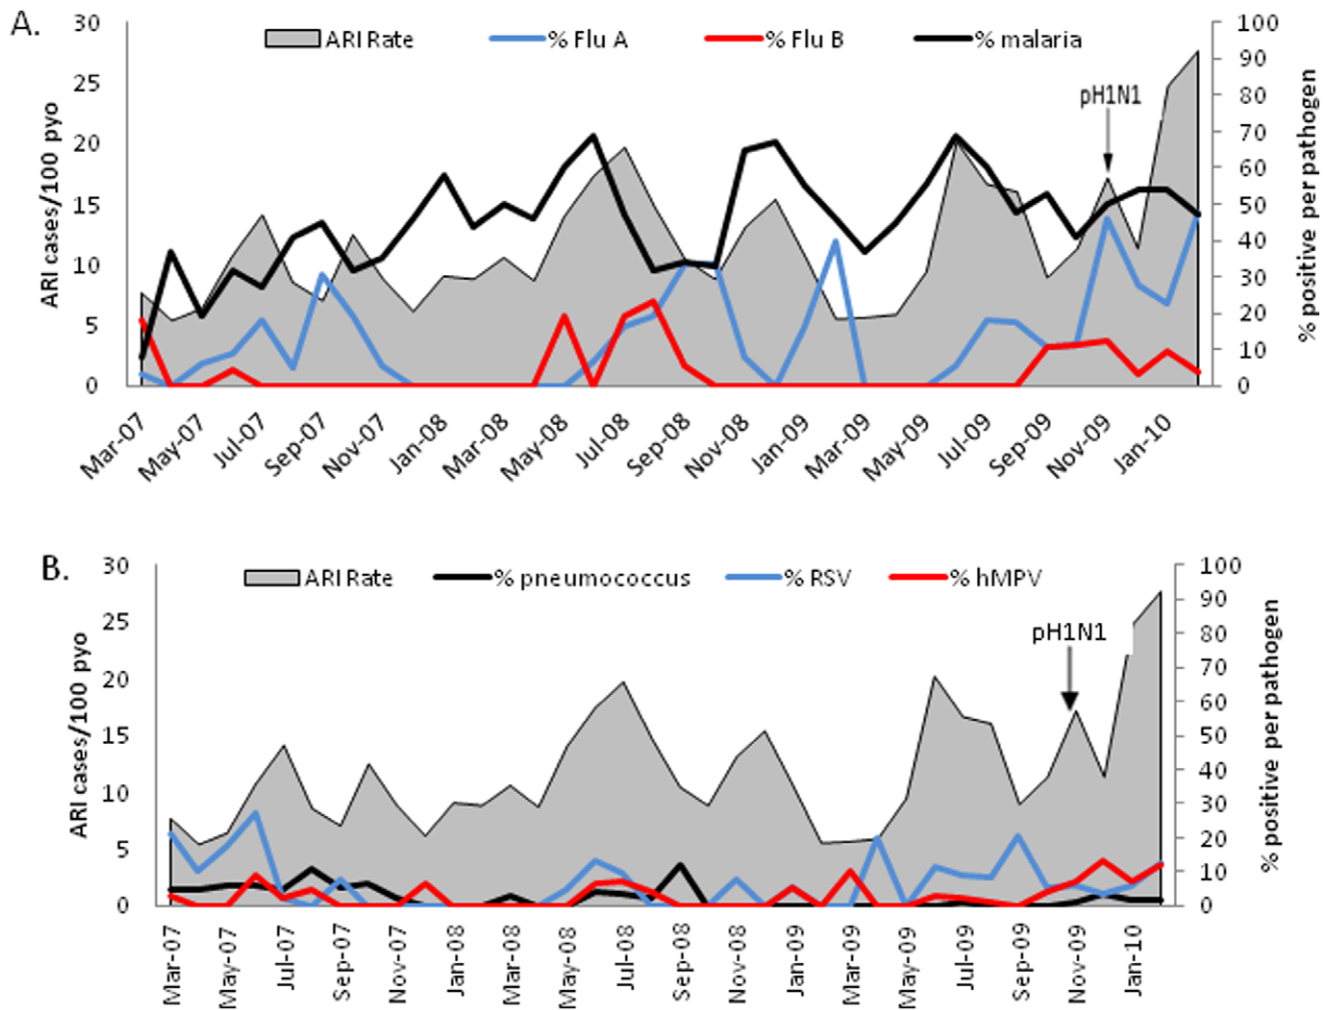 A.
30 25 20 15 10 5 0
ARI cases/100 pyo
ARI Rate % Flu A % Flu B % malaria
pH1N1
100 90 80 70 60 50 40 30 20 10 0
% positive per pathogen
Mar-07 May-07 Jul-07 Sep-07 Nov-07 Jan-08 Mar-08 May-08 Jul-08 Sep-08 Nov-08 Jan-09 Mar-09 May-09 Jul-09 Sep-09 Nov-09 Jan-10
B.
30 25 20 15 10 5 0
ARI cases/100 pyo
ARI Rate % pneumococcus % RSV % hMPV
pH1N1
100 90 80 70 60 50 40 30 20 10 0
% positive per pathogen
Mar-07 May-07 Jul-07 Sep-07 Nov-07 Jan-08 Mar-08 May-08 Jul-08 Sep-08 Nov-08 Jan-09 Mar-09 May-09 Jul-09 Sep-09 Nov-09 Jan-10